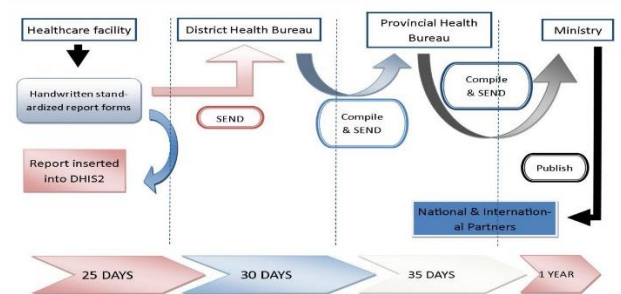 Healthcare facility
District Health Bureau
Provincial Health
Bureau
Ministry
Handwritten stand-
ardized report forms
SEND
Compile
& SEND
Compile
& SEND
Report inserted
into DHIS2
Publish
National & Internation-
al Partners
25 DAYS
30 DAYS
35 DAYS
1 YEAR